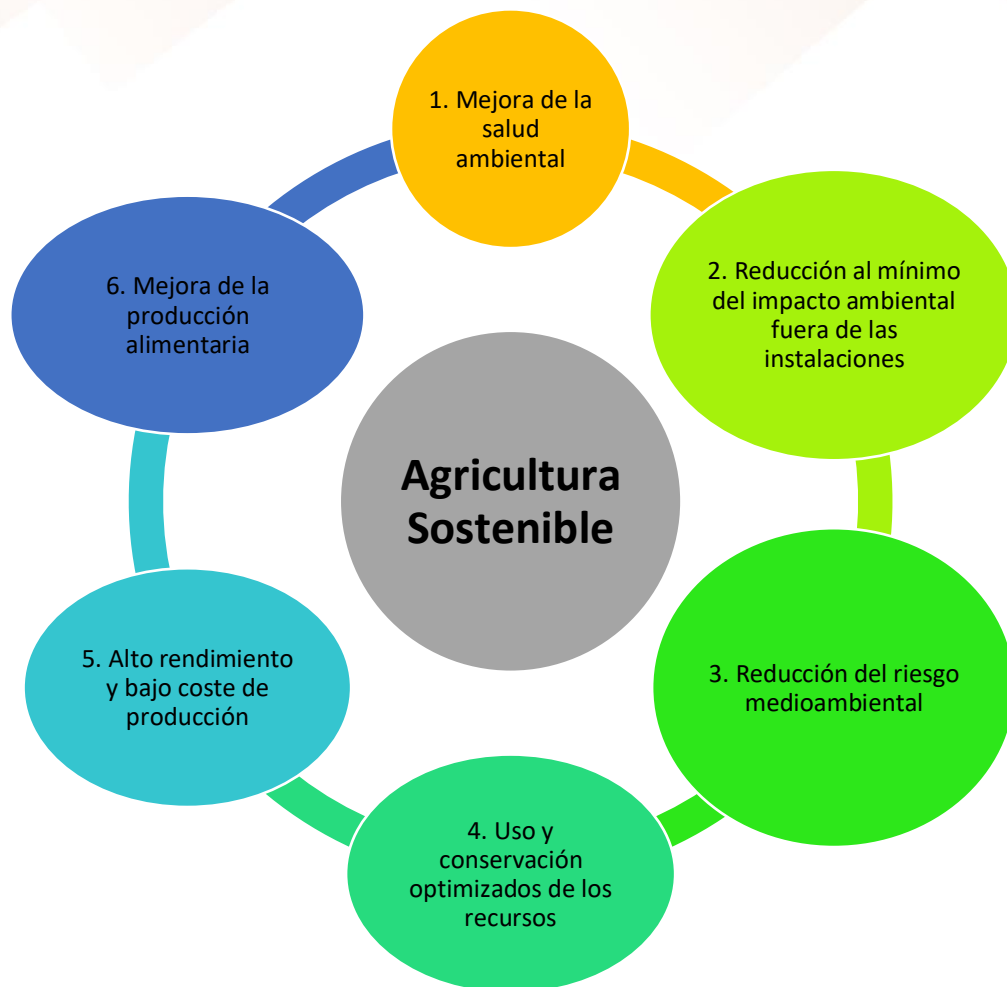 1. Mejora de la
salud
ambiental
2. Reducción al mínimo
del impacto ambiental
fuera de las
instalaciones
3. Reducción del riesgo
medioambiental
4. Uso y
conservación
optimizados de los
recursos
5. Alto rendimiento
y bajo coste de
producción
6. Mejora de la
producción
alimentaria
Agricultura
Sostenible